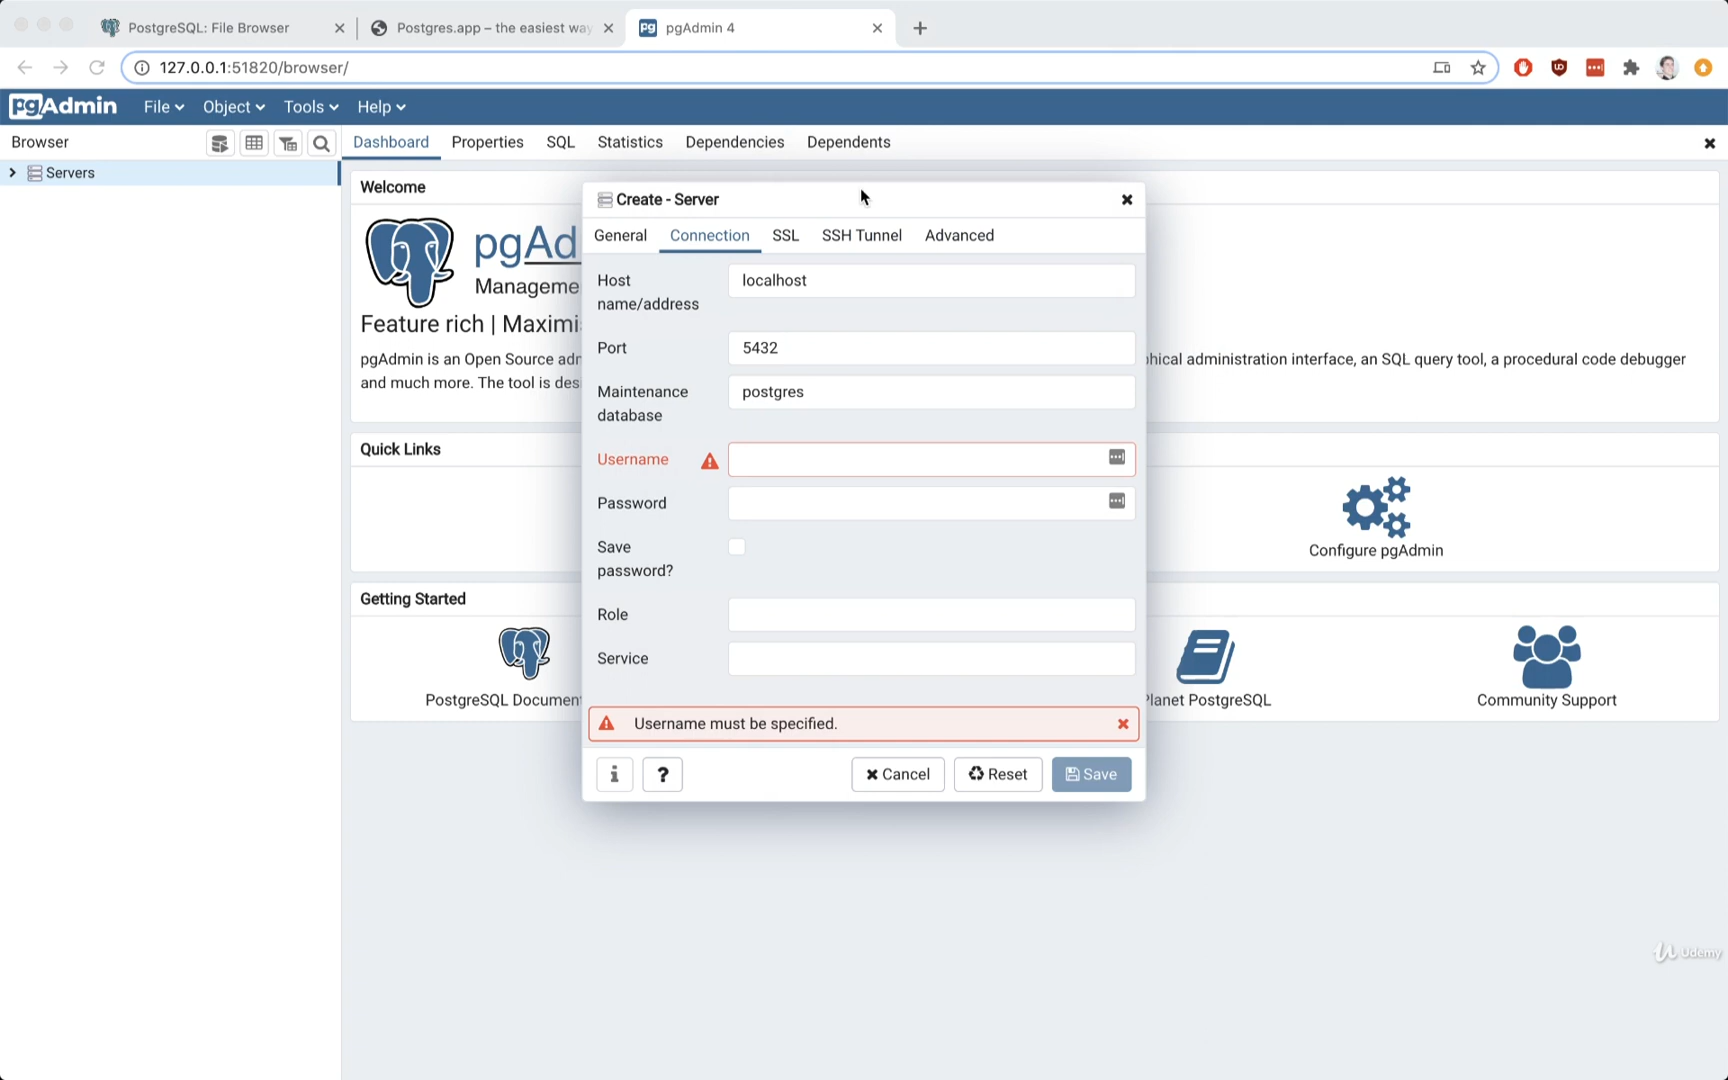 PostgreSQL: File Browser
Postgres.app – the easiest way
pgAdmin 4
127.0.0.1:51820/browser/
pgAdmin
File
Object
Tools
Help
Browser
Dashboard
Properties
SQL
Statistics
Dependencies
Dependents
Servers
Welcome
pgAd
Manageme
Feature rich | Maximi
pgAdmin is an Open Source adr
hical administration interface, an SQL query tool, a procedural code debugger
and much more. The tool is des
Quick Links
Configure pgAdmin
Getting Started
PostgreSQL Document
Planet PostgreSQL
Community Support
Create - Server
General
Connection
SSL
SSH Tunnel
Advanced
Host
name/address
localhost
Port
5432
Maintenance
database
postgres
Username
Password
Save
password?
Role
Service
Username must be specified.
i
?
Cancel
Reset
Save
Udemy